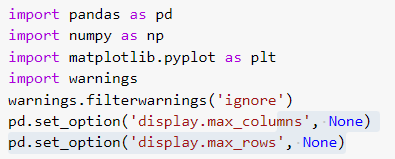 import pandas as pd
import numpy as np
import matplotlib.pyplot as plt
import warnings
warnings.filterwarnings('ignore')
pd.set_option('display.max_columns', None)
pd.set_option('display.max_rows', None)